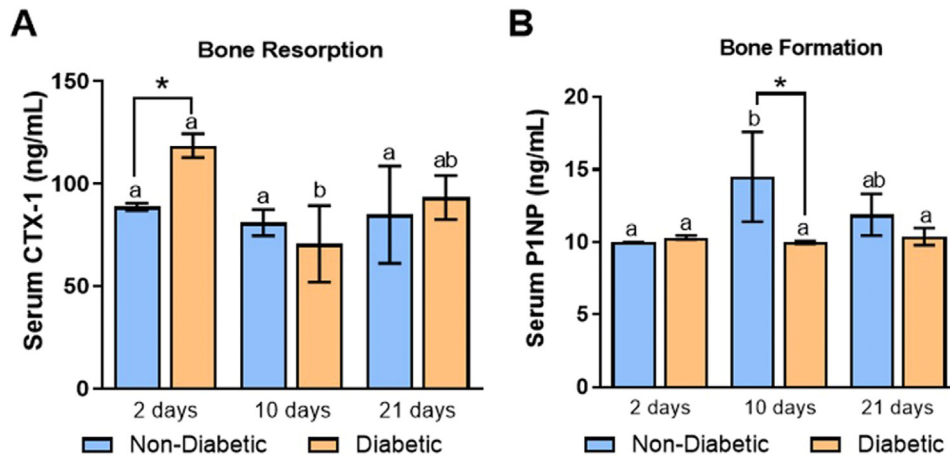 A
Bone Resorption
Serum CTX-1 (ng/mL)
150
100
50
0
*
a
a
a
b
a
ab
2 days
10 days
21 days
Non-Diabetic
Diabetic
B
Bone Formation
Serum P1NP (ng/mL)
20
15
10
5
0
*
a
a
b
a
ab
a
2 days
10 days
21 days
Non-Diabetic
Diabetic